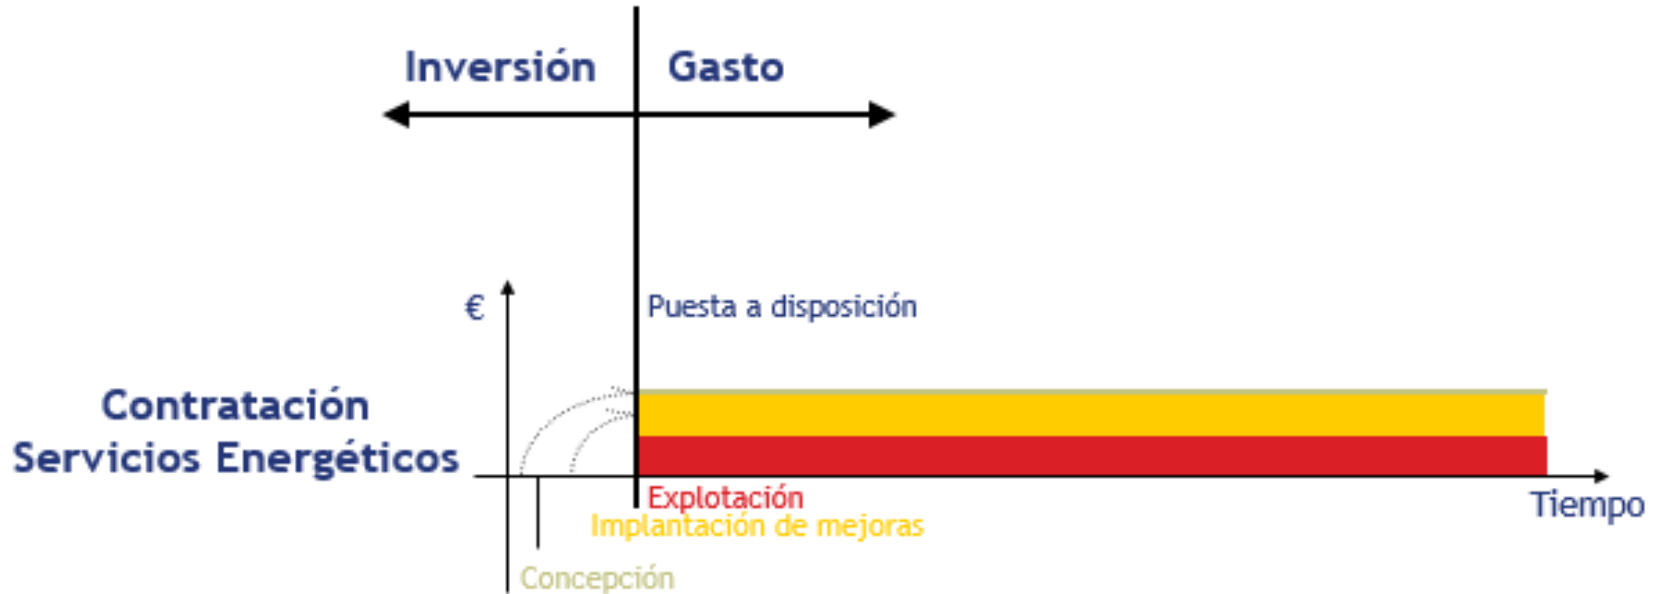 Inversión
Gasto
€
Puesta a disposición
Contratación
Servicios Energéticos
Explotación
Tiempo
Implantación de mejoras
Concepción